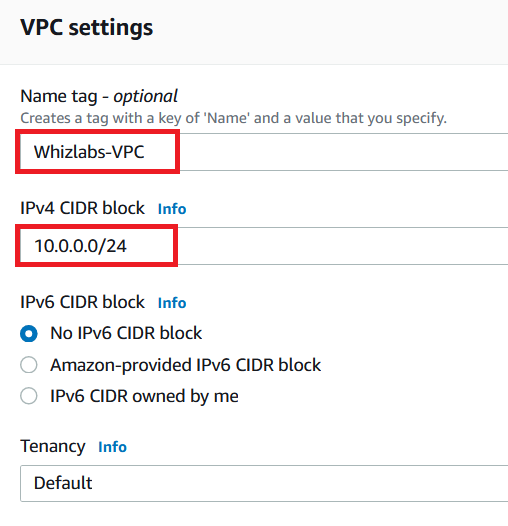 VPC settings
Name tag - optional
Creates a tag with a key of 'Name' and a value that you specify.
Whizlabs-VPC
IPv4 CIDR block Info
10.0.0.0/24
IPv6 CIDR block Info
No IPv6 CIDR block
Amazon-provided IPv6 CIDR block
IPv6 CIDR owned by me
Tenancy Info
Default